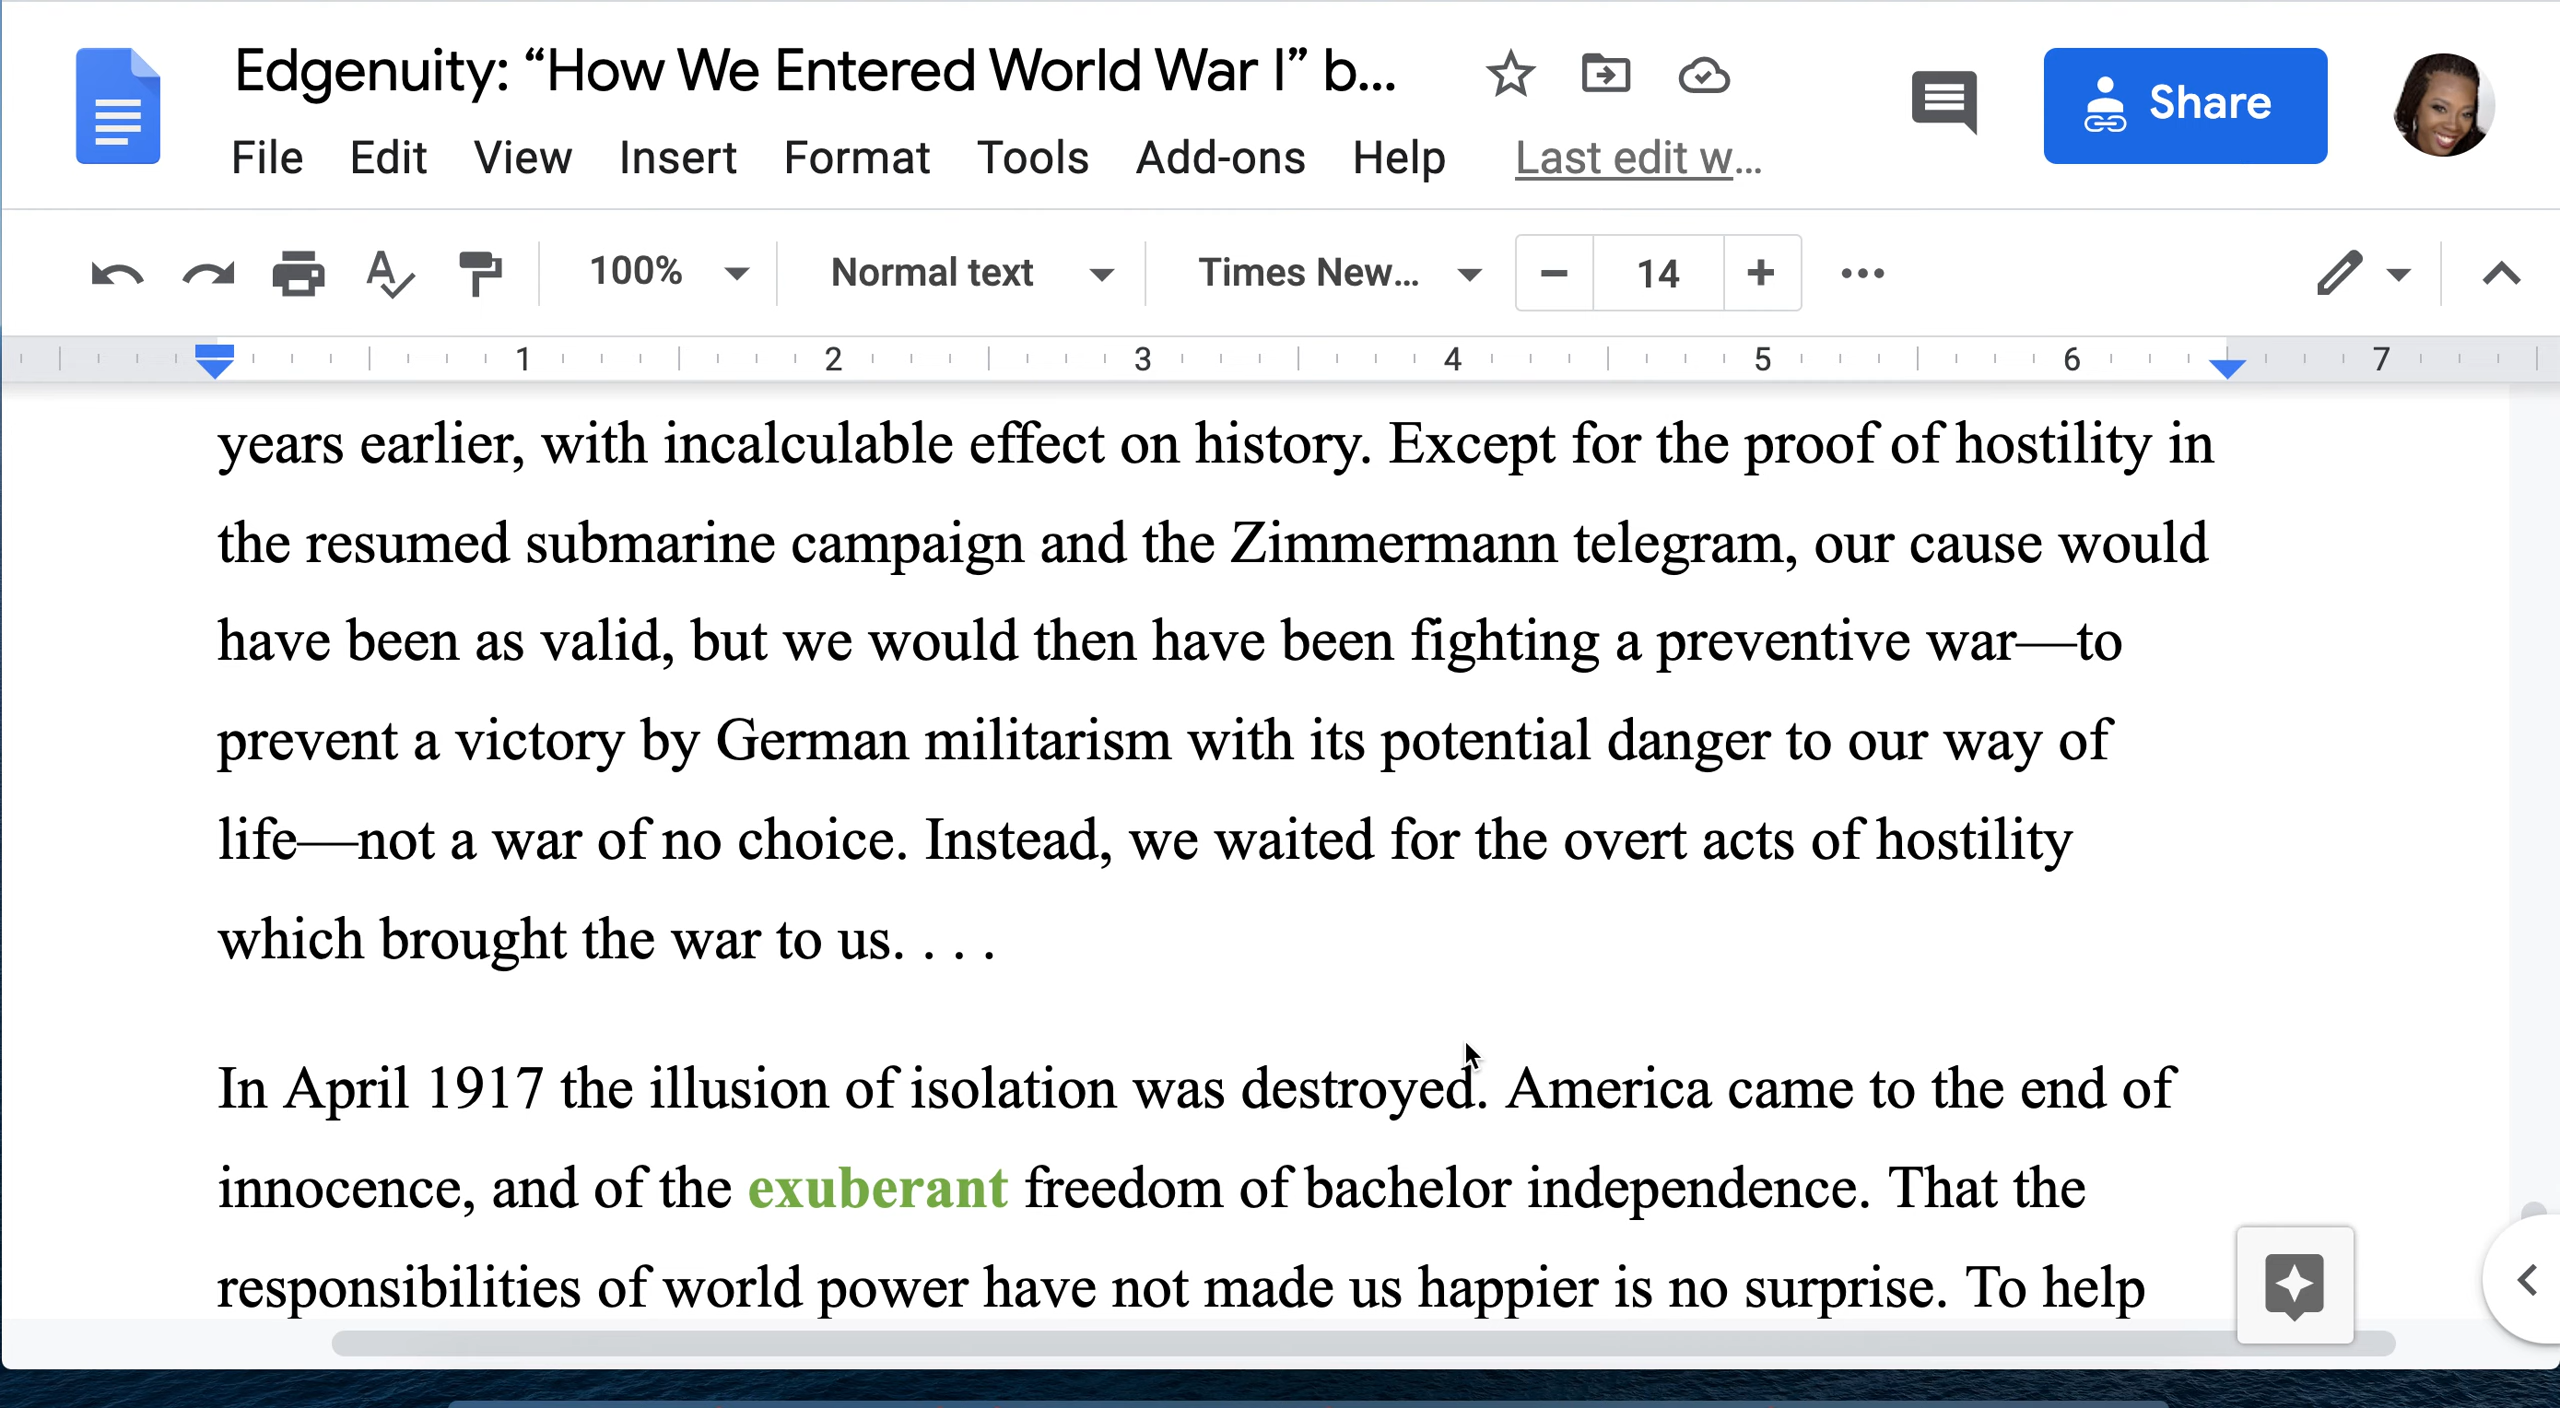 Edgenuity: “How We Entered World War I” b...
File Edit View Insert Format Tools Add-ons Help Last edit w...
Share
100% Normal text Times New... 14
1 2 3 4 5 6 7
years earlier, with incalculable effect on history. Except for the proof of hostility in
the resumed submarine campaign and the Zimmermann telegram, our cause would
have been as valid, but we would then have been fighting a preventive war—to
prevent a victory by German militarism with its potential danger to our way of
life—not a war of no choice. Instead, we waited for the overt acts of hostility
which brought the war to us. . . .
In April 1917 the illusion of isolation was destroyed. America came to the end of
innocence, and of the exuberant freedom of bachelor independence. That the
responsibilities of world power have not made us happier is no surprise. To help